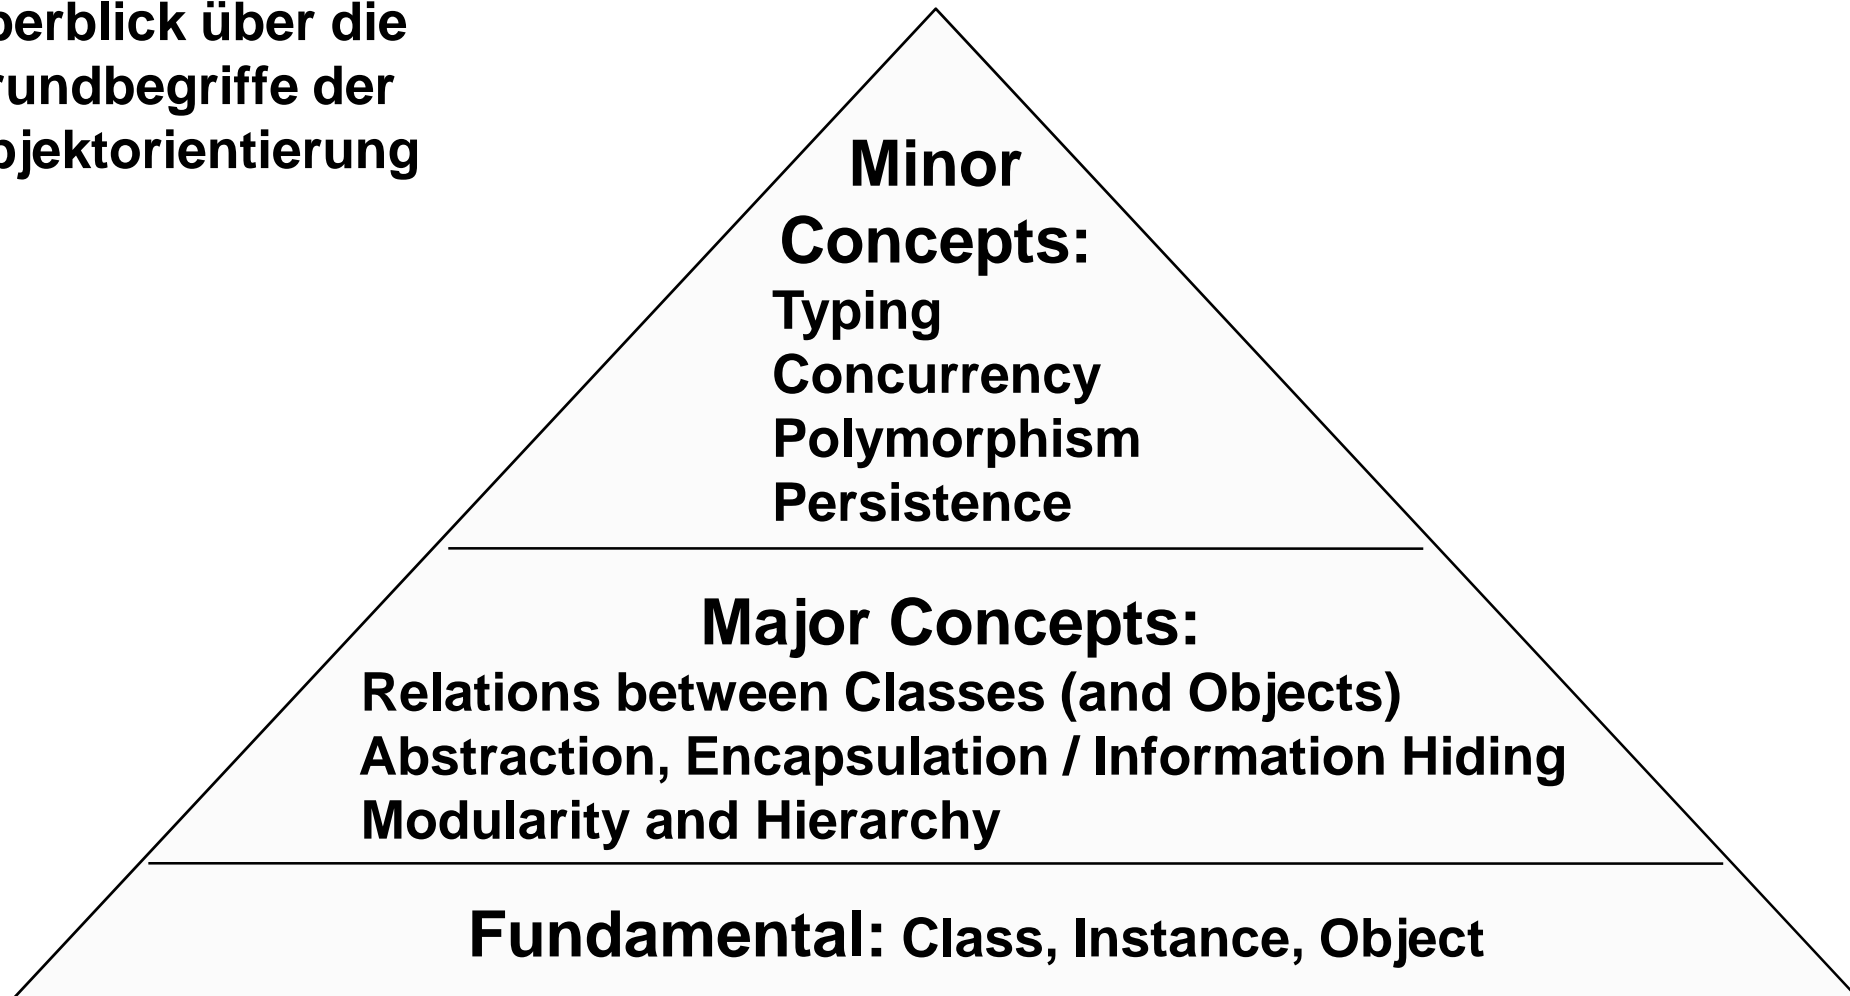 berblick über die
rundbegriffe der
bjektorientierung
Minor
Concepts:
Typing
Concurrency
Polymorphism
Persistence
Major Concepts:
Relations between Classes (and Objects)
Abstraction, Encapsulation / Information Hiding
Modularity and Hierarchy
Fundamental: Class, Instance, Object